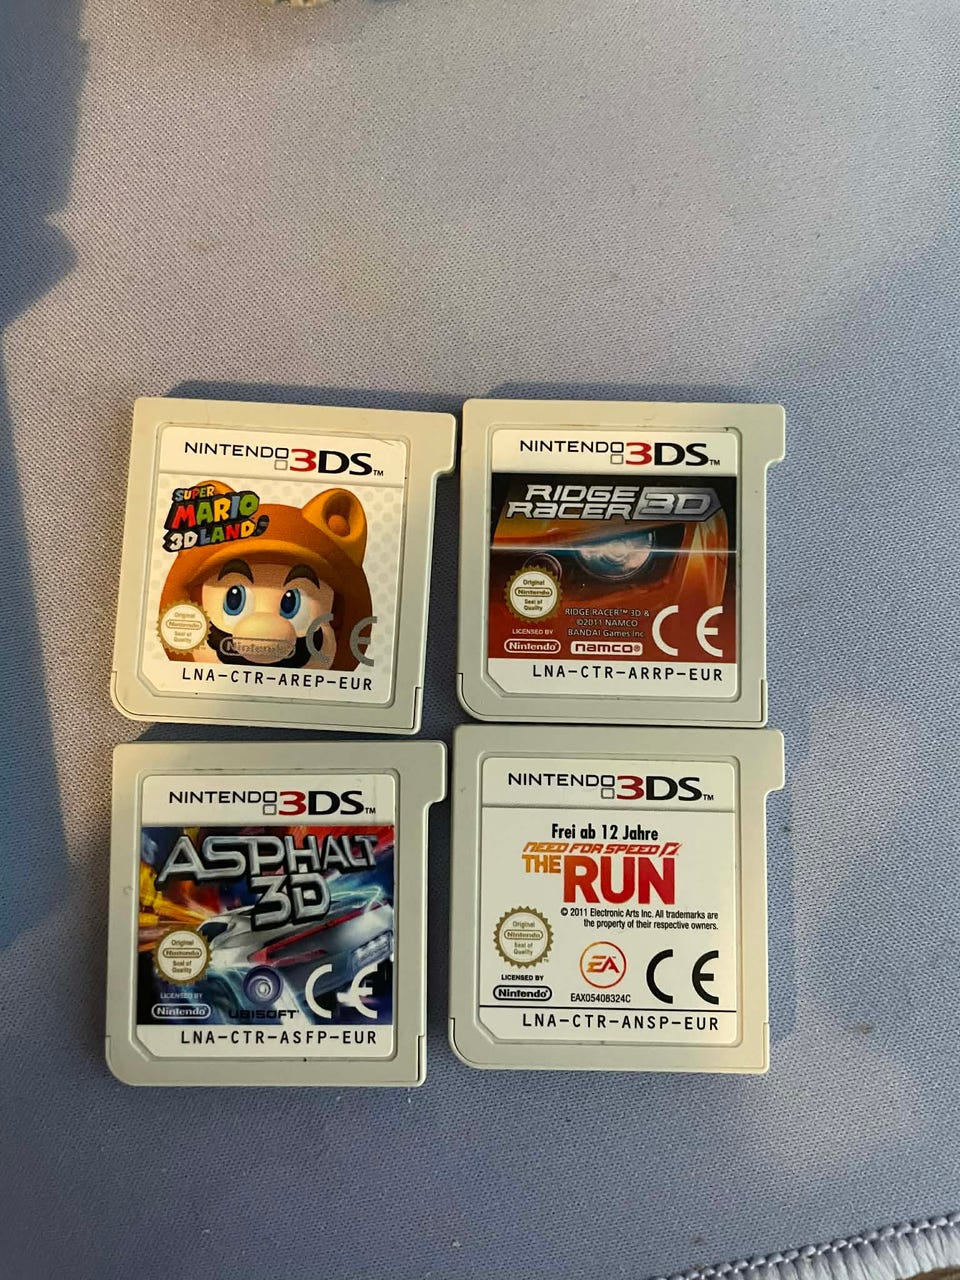 NINTENDO 3DS™
SUPER
MARIO
3D LAND
Original
Nintendo
Seal of
Quality
Nintendo
CE
LNA-CTR-AREP-EUR
NINTENDO 3DS™
RIDGE
RACER 3D
Original
Nintendo
Seal of
Quality
RIDGE RACER™ 3D &
©2011 NAMCO
BANDAI Games Inc
LICENSED BY
Nintendo
namco®
CE
LNA-CTR-ARRP-EUR
NINTENDO 3DS™
ASPHALT
3D
Original
Nintendo
Seal of
Quality
LICENSED BY
Nintendo
UBISOFT
CE
LNA-CTR-ASFP-EUR
NINTENDO 3DS™
Frei ab 12 Jahre
NEED FOR SPEED
THE RUN
© 2011 Electronic Arts Inc. All trademarks are
the property of their respective owners.
Original
Nintendo
Seal of
Quality
LICENSED BY
Nintendo
EA
EAX05408324C
CE
LNA-CTR-ANSP-EUR